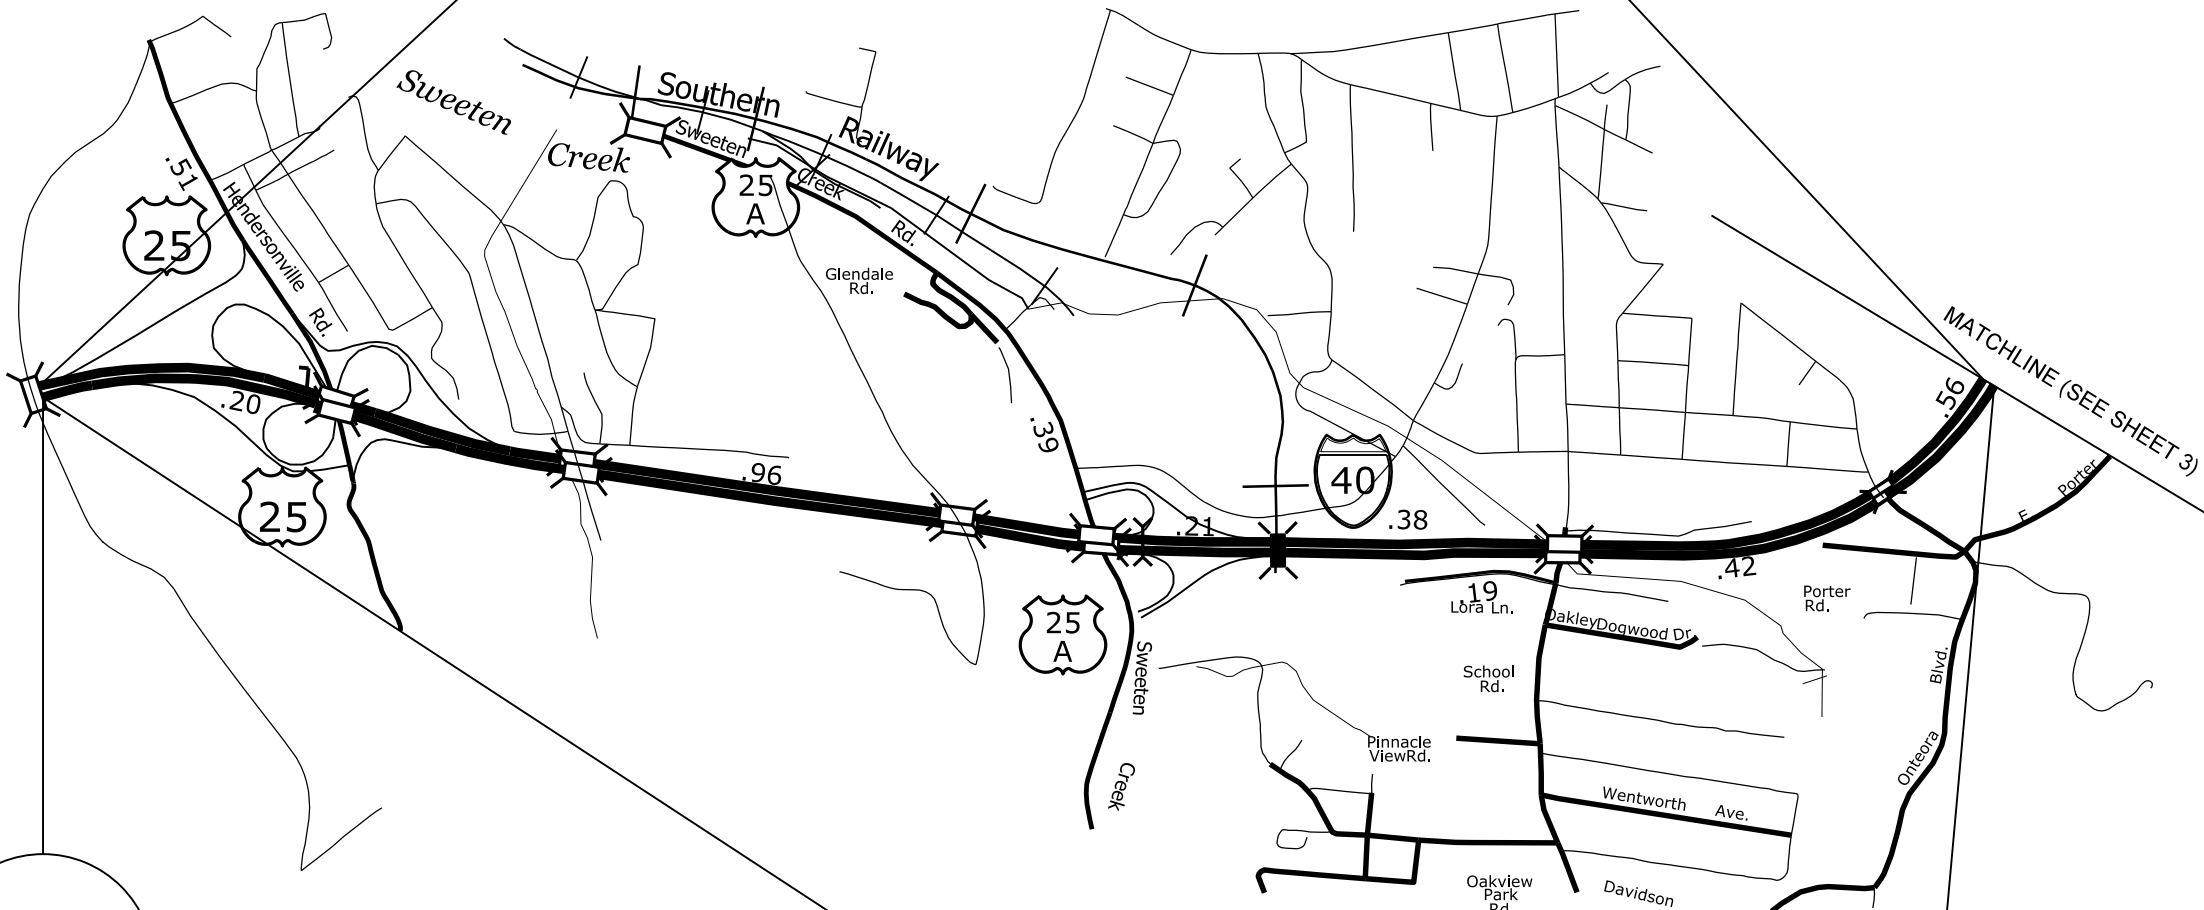 Sweeten
Creek
Southern
Railway
Sweeten
Creek
Rd.
25
A
.51
Hendersonville
Rd.
25
Glendale
Rd.
MATCHLINE (SEE SHEET 3)
.56
.20
.39
.96
.21
40
.38
.42
25
E
Porter
.19
Lora Ln.
Porter
Rd.
25
A
Oakley
Dogwood Dr.
Sweeten
Creek
School
Rd.
Blvd.
Onteora
Pinnacle
ViewRd.
Wentworth Ave.
Oakview
Park
Rd.
Davidson